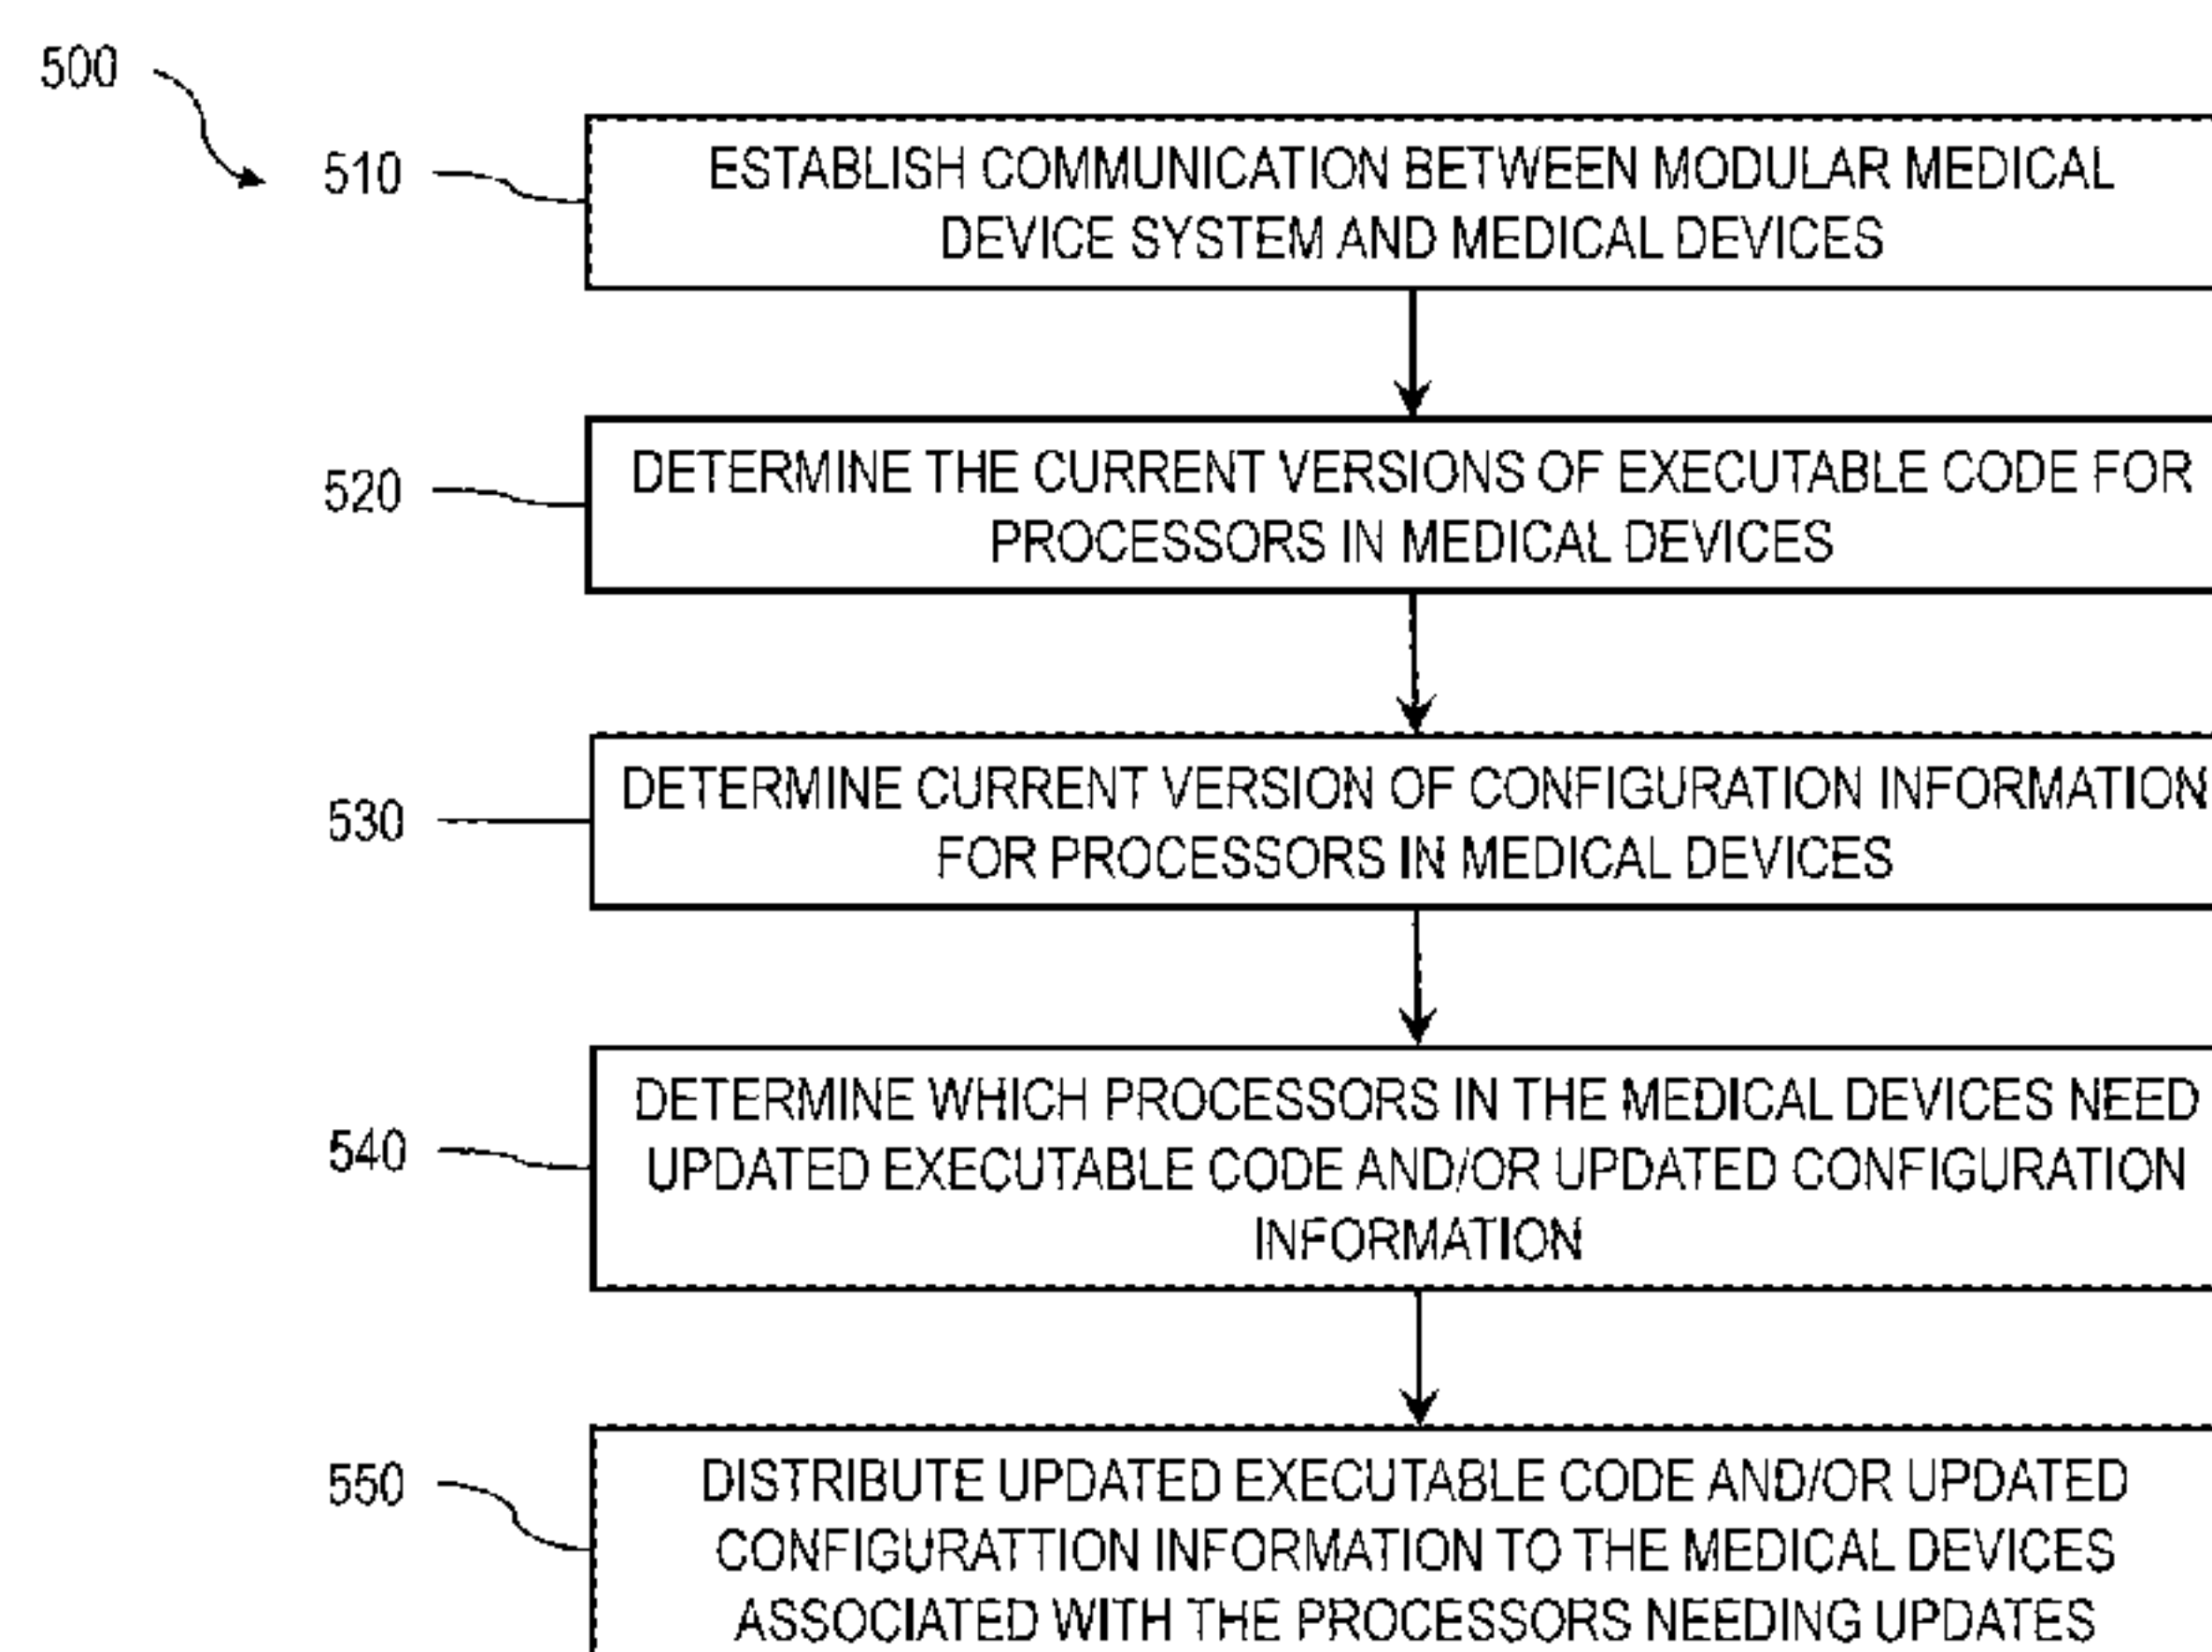 500
510
ESTABLISH COMMUNICATION BETWEEN MODULAR MEDICAL
DEVICE SYSTEM AND MEDICAL DEVICES
520
DETERMINE THE CURRENT VERSIONS OF EXECUTABLE CODE FOR
PROCESSORS IN MEDICAL DEVICES
530
DETERMINE CURRENT VERSION OF CONFIGURATION INFORMATION
FOR PROCESSORS IN MEDICAL DEVICES
540
DETERMINE WHICH PROCESSORS IN THE MEDICAL DEVICES NEED
UPDATED EXECUTABLE CODE AND/OR UPDATED CONFIGURATION
INFORMATION
550
DISTRIBUTE UPDATED EXECUTABLE CODE AND/OR UPDATED
CONFIGURATTION INFORMATION TO THE MEDICAL DEVICES
ASSOCIATED WITH THE PROCESSORS NEEDING UPDATES